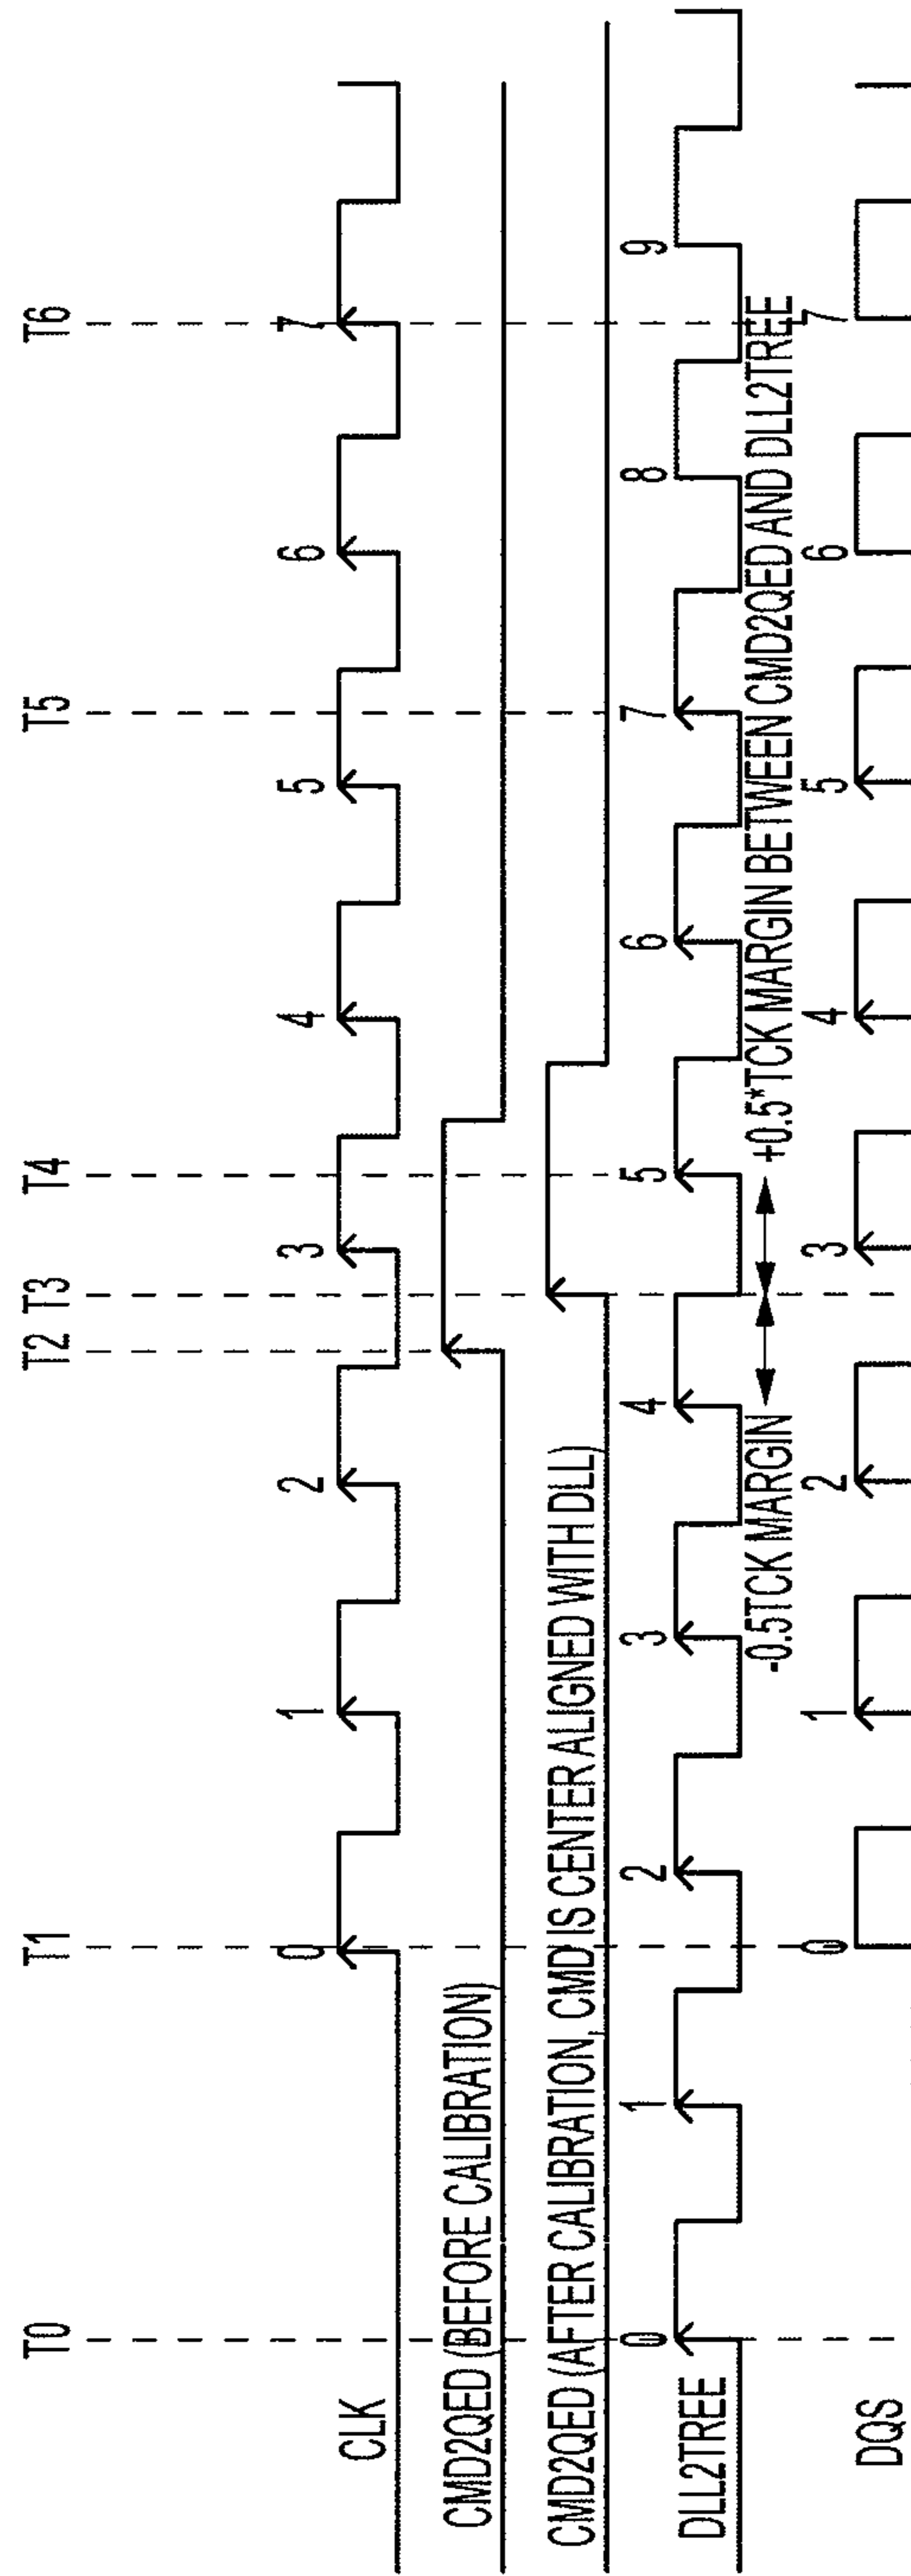 T0 T1 T2 T3 T4 T5 T6
CLK 0 1 2 3 4 5 6 7
CMD2QED (BEFORE CALIBRATION)
CMD2QED (AFTER CALIBRATION, CMD IS CENTER ALIGNED WITH DLL)
DLL2TREE 0 1 2 3 4 5 6 7 8 9
-0.5TCK MARGIN +0.5*TCK MARGIN BETWEEN CMD2QED AND DLL2TREE
DQS 0 1 2 3 4 5 6 7